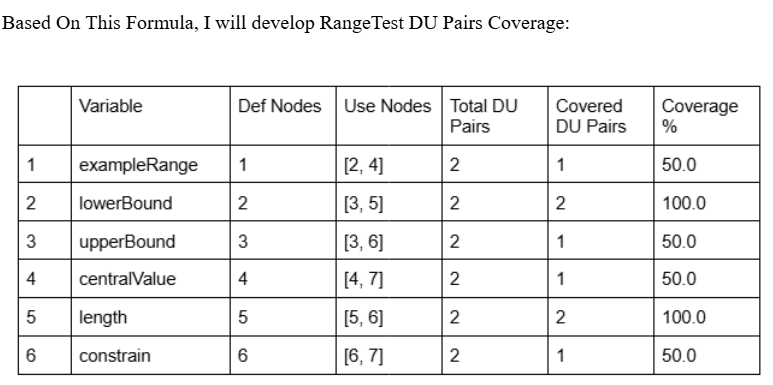 Based On This Formula, I will develop RangeTest DU Pairs Coverage:
Variable Def Nodes Use Nodes Total DU Pairs Covered DU Pairs Coverage %
1 exampleRange 1 [2, 4] 2 1 50.0
2 lowerBound 2 [3, 5] 2 2 100.0
3 upperBound 3 [3, 6] 2 1 50.0
4 centralValue 4 [4, 7] 2 1 50.0
5 length 5 [5, 6] 2 2 100.0
6 constrain 6 [6, 7] 2 1 50.0